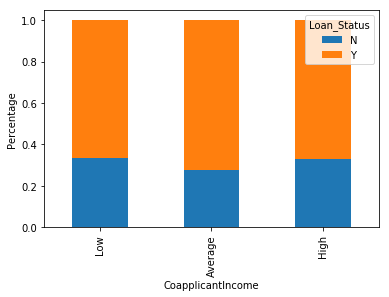 1.0
0.8
0.6
0.4
0.2
0.0
Percentage
Loan_Status
N
Y
Low
Average
High
CoapplicantIncome